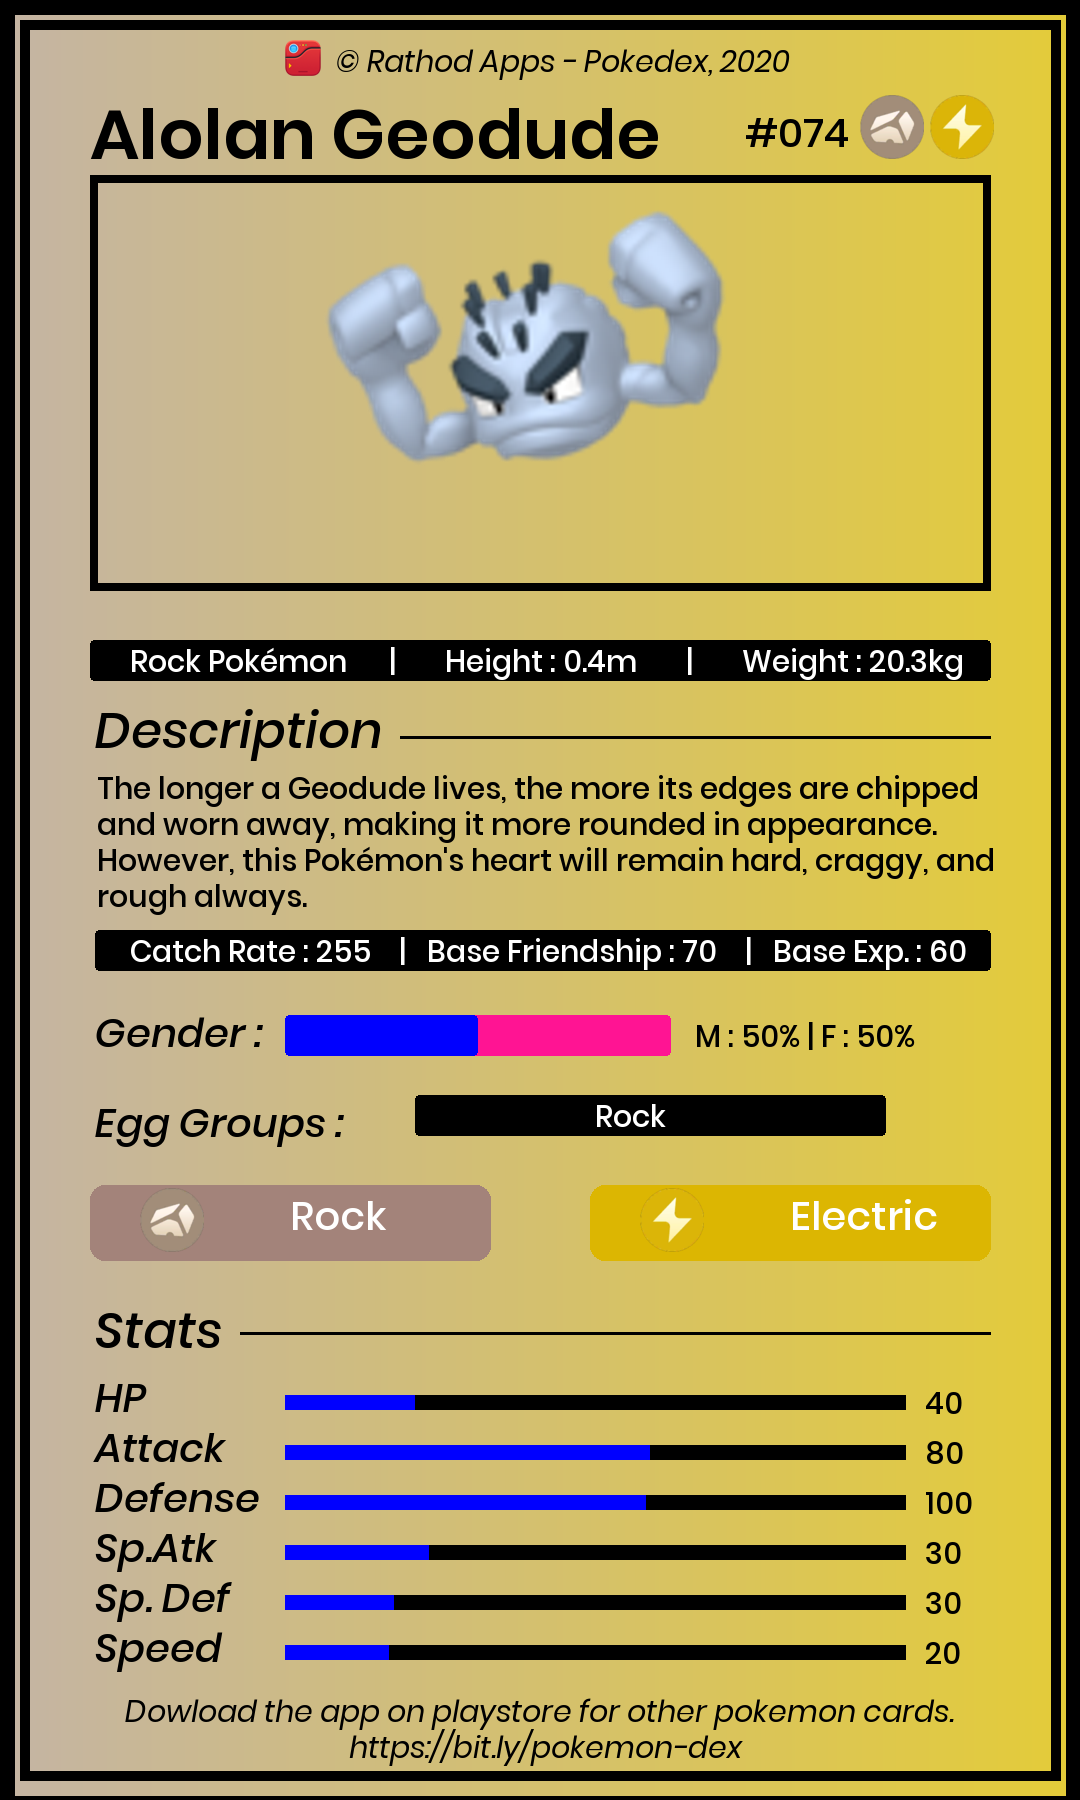 © Rathod Apps - Pokedex, 2020
Alolan Geodude #074
Rock Pokémon | Height : 0.4m | Weight : 20.3kg
Description
The longer a Geodude lives, the more its edges are chipped
and worn away, making it more rounded in appearance.
However, this Pokémon's heart will remain hard, craggy, and
rough always.
Catch Rate : 255 | Base Friendship : 70 | Base Exp. : 60
Gender : M : 50% | F : 50%
Egg Groups : Rock
Rock Electric
Stats
HP 40
Attack 80
Defense 100
Sp.Atk 30
Sp. Def 30
Speed 20
Dowload the app on playstore for other pokemon cards.
https://bit.ly/pokemon-dex